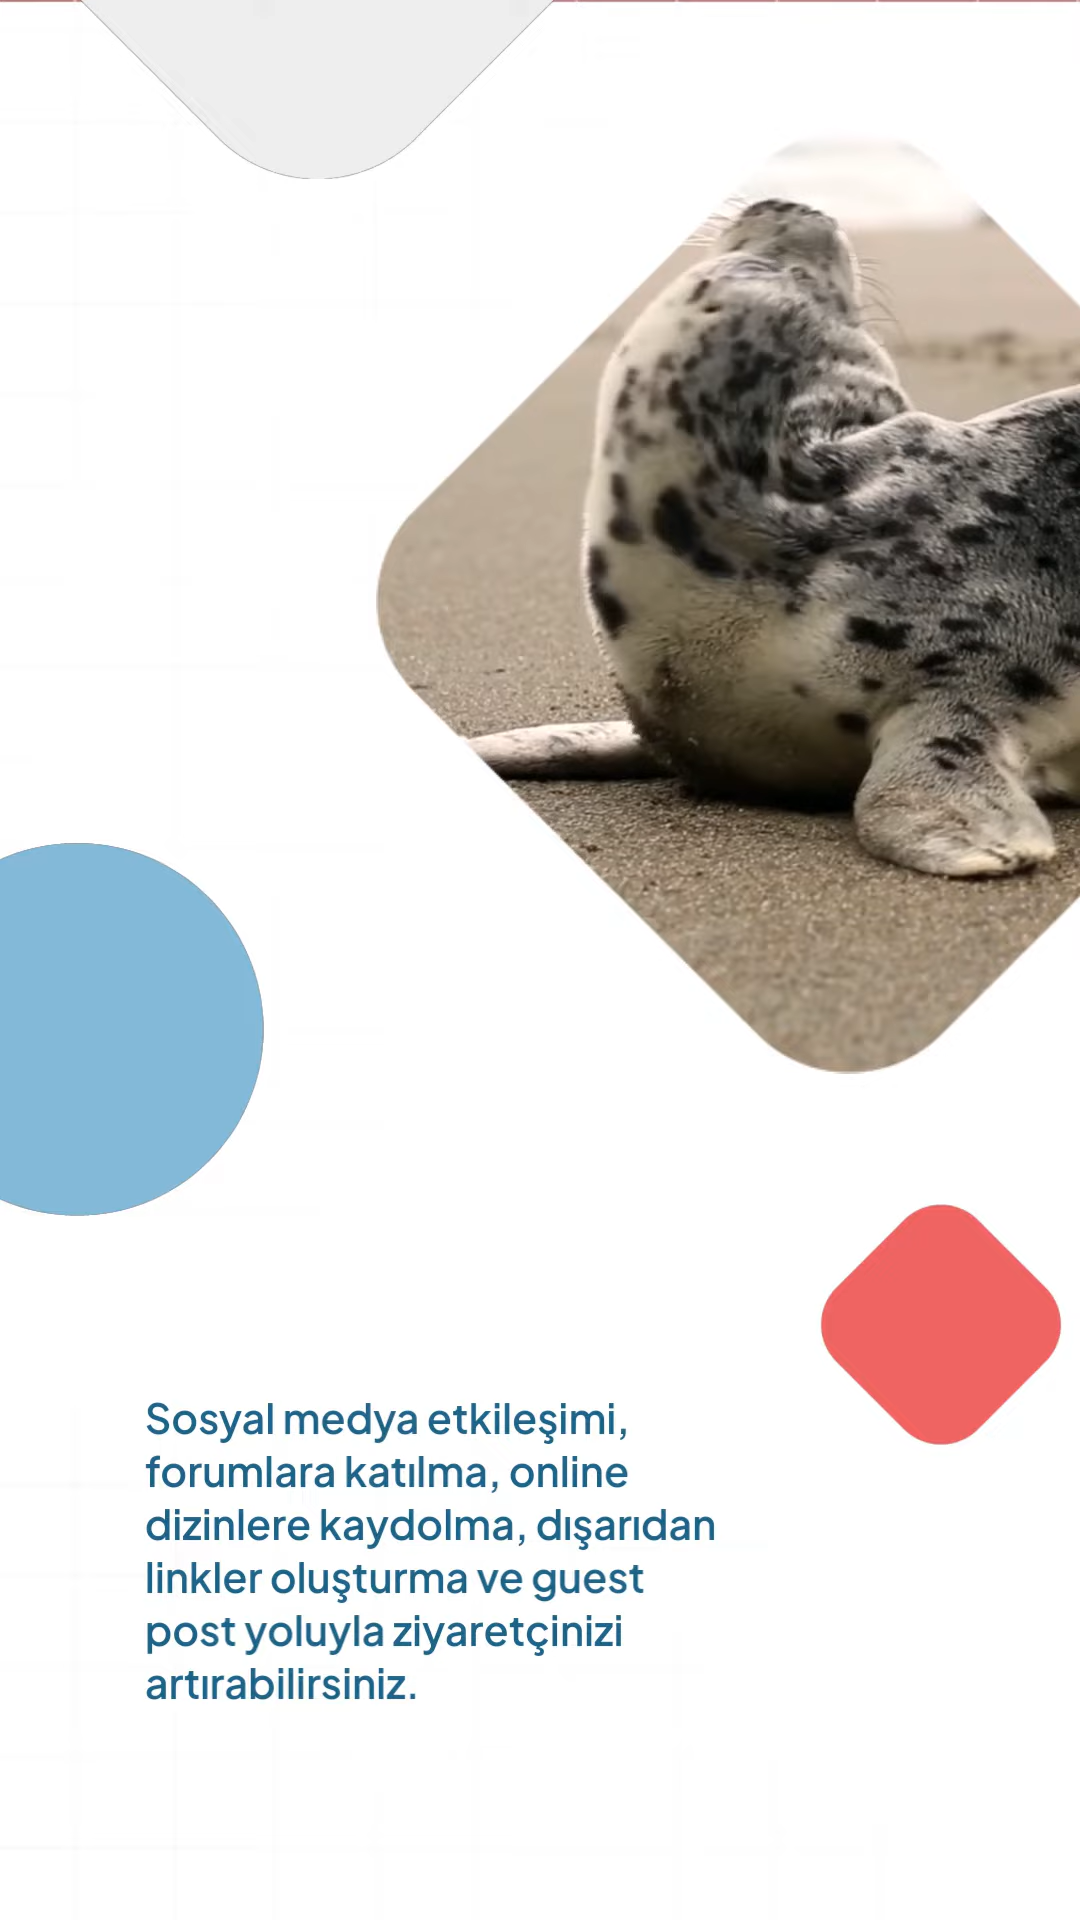 Sosyal medya etkileşimi,
forumlara katılma, online
dizinlere kaydolma, dışarıdan
linkler oluşturma ve guest
post yoluyla ziyaretçinizi
artırabilirsiniz.